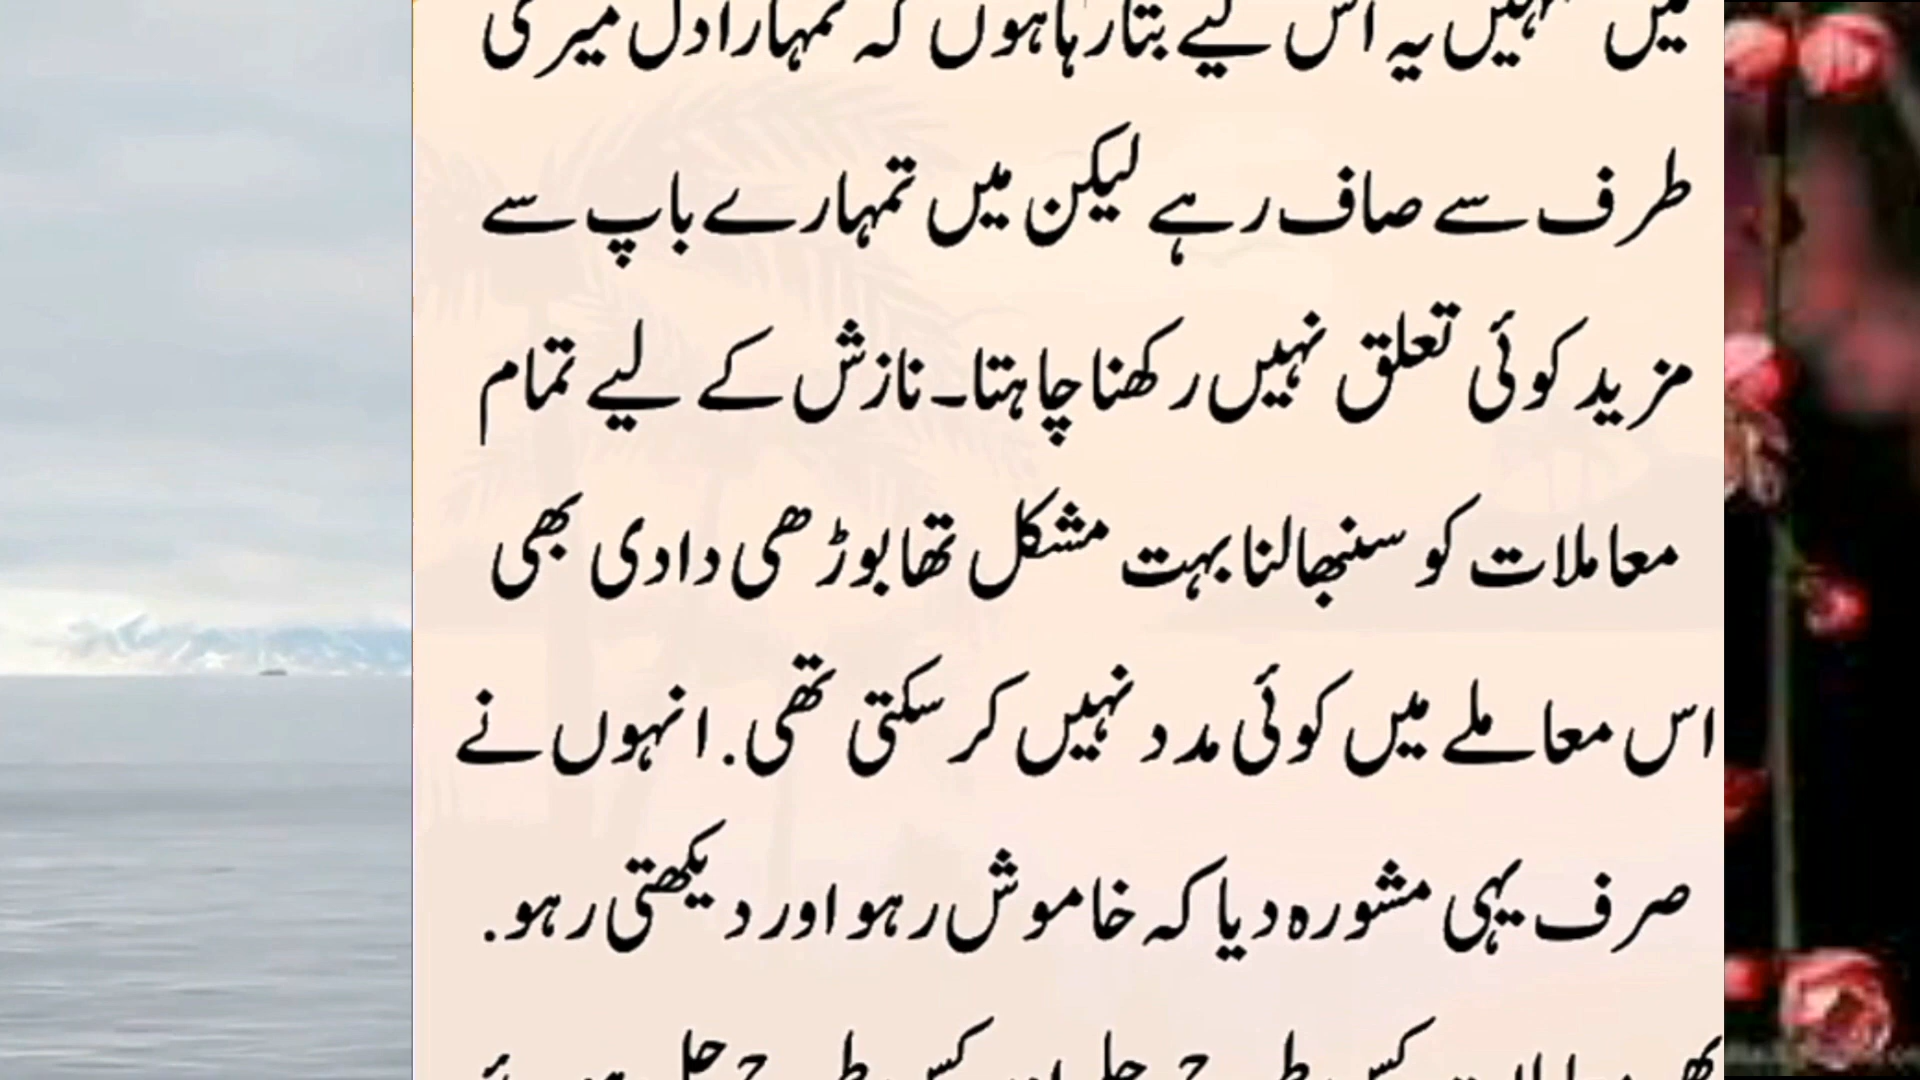 میں تمہیں یہ اس لیے بتا رہا ہوں کہ تمہارا دل میری
طرف سے صاف رہے لیکن میں تمہارے باپ سے
مزید کوئی تعلق نہیں رکھنا چاہتا۔ نازش کے لیے تمام
معاملات کو سنبھالنا بہت مشکل تھا بوڑھی دادی بھی
اس معاملے میں کوئی مدد نہیں کر سکتی تھی. انہوں نے
صرف یہی مشورہ دیا کہ خاموش رہو اور دیکھتی رہو.